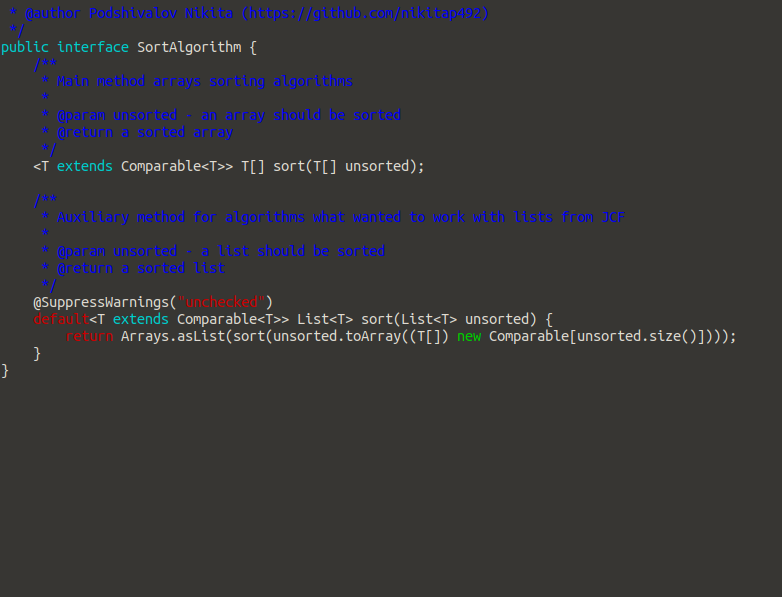 * @author Podshivalov Nikita (https://github.com/nikitap492)
 */
public interface SortAlgorithm {
    /**
     * Main method arrays sorting algorithms
     *
     * @param unsorted - an array should be sorted
     * @return a sorted array
     */
    <T extends Comparable<T>> T[] sort(T[] unsorted);

    /**
     * Auxiliary method for algorithms what wanted to work with lists from JCF
     *
     * @param unsorted - a list should be sorted
     * @return a sorted list
     */
    @SuppressWarnings("unchecked")
    default<T extends Comparable<T>> List<T> sort(List<T> unsorted) {
        return Arrays.asList(sort(unsorted.toArray((T[]) new Comparable[unsorted.size()])));
    }
}